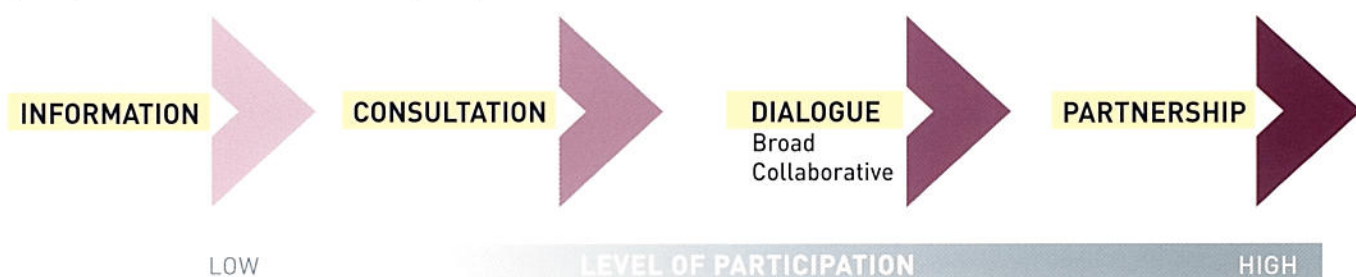 INFORMATION
CONSULTATION
DIALOGUE
Broad
Collaborative
PARTNERSHIP
LOW
LEVEL OF PARTICIPATION
HIGH